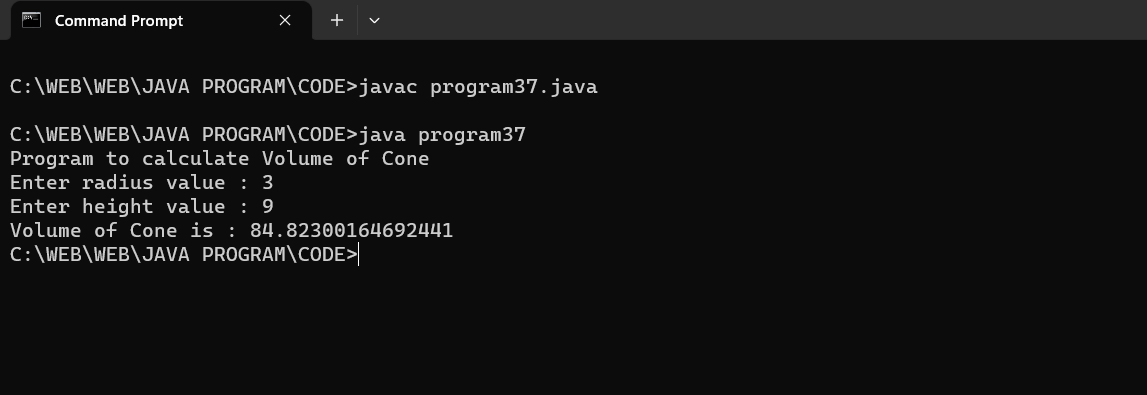 Command Prompt
C:\WEB\WEB\JAVA PROGRAM\CODE>javac program37.java
C:\WEB\WEB\JAVA PROGRAM\CODE>java program37
Program to calculate Volume of Cone
Enter radius value : 3
Enter height value : 9
Volume of Cone is : 84.82300164692441
C:\WEB\WEB\JAVA PROGRAM\CODE>